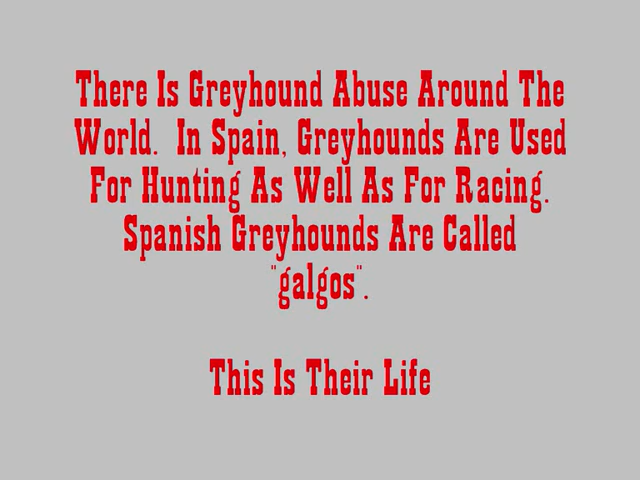 There Is Greyhound Abuse Around The
World.  In Spain, Greyhounds Are Used
For Hunting As Well As For Racing.
Spanish Greyhounds Are Called
"galgos".
This Is Their Life